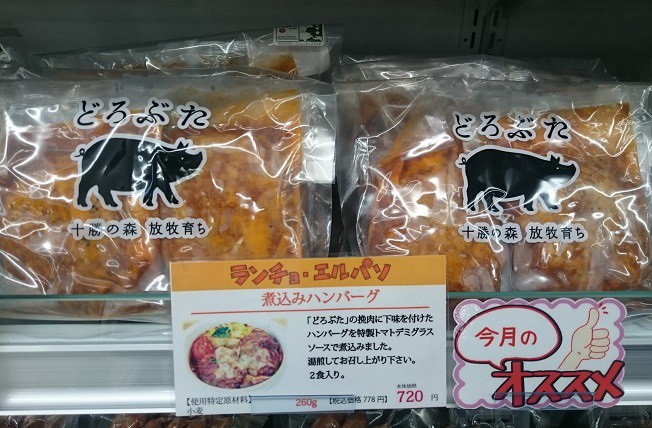 どろぶた
十勝の森 放牧育ち
どろぶた
十勝の森 放牧育ち
ランチョ・エルパソ
煮込みハンバーグ
「どろぶた」の挽肉に下味を付けた
ハンバーグを特製トマトデミグラス
ソースで煮込みました。
湯煎してお召し上がり下さい。
2食入り。
本体価格
720円
【使用特定原材料】
小麦
260g
【税込価格 778円】
今月の
オススメ